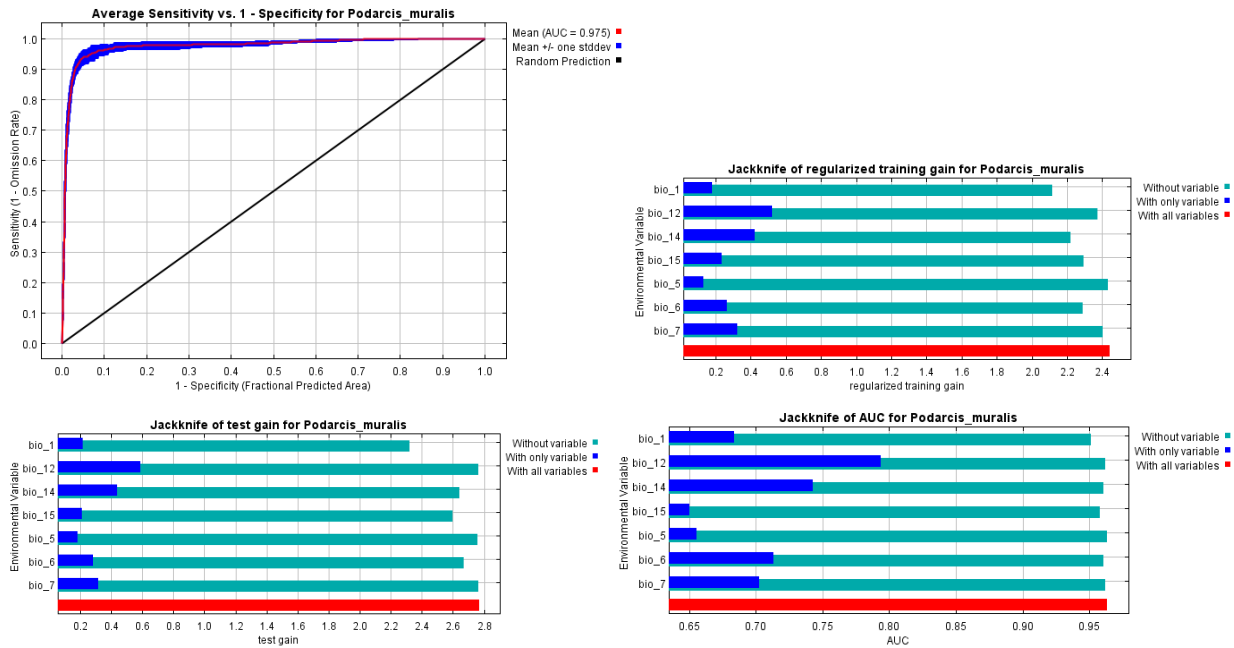 Average Sensitivity vs. 1 - Specificity for Podarcis_muralis
Mean (AUC = 0.975)
Mean +/- one stddev
Random Prediction
Sensitivity (1 - Omission Rate)
1.0
0.9
0.8
0.7
0.6
0.5
0.4
0.3
0.2
0.1
0.0
0.0 0.1 0.2 0.3 0.4 0.5 0.6 0.7 0.8 0.9 1.0
1 - Specificity (Fractional Predicted Area)
Jackknife of regularized training gain for Podarcis_muralis
Without variable
With only variable
With all variables
Environmental Variable
bio_1
bio_12
bio_14
bio_15
bio_5
bio_6
bio_7
0.2 0.4 0.6 0.8 1.0 1.2 1.4 1.6 1.8 2.0 2.2 2.4
regularized training gain
Jackknife of test gain for Podarcis_muralis
Without variable
With only variable
With all variables
Environmental Variable
bio_1
bio_12
bio_14
bio_15
bio_5
bio_6
bio_7
0.2 0.4 0.6 0.8 1.0 1.2 1.4 1.6 1.8 2.0 2.2 2.4 2.6 2.8
test gain
Jackknife of AUC for Podarcis_muralis
Without variable
With only variable
With all variables
Environmental Variable
bio_1
bio_12
bio_14
bio_15
bio_5
bio_6
bio_7
0.65 0.70 0.75 0.80 0.85 0.90 0.95
AUC